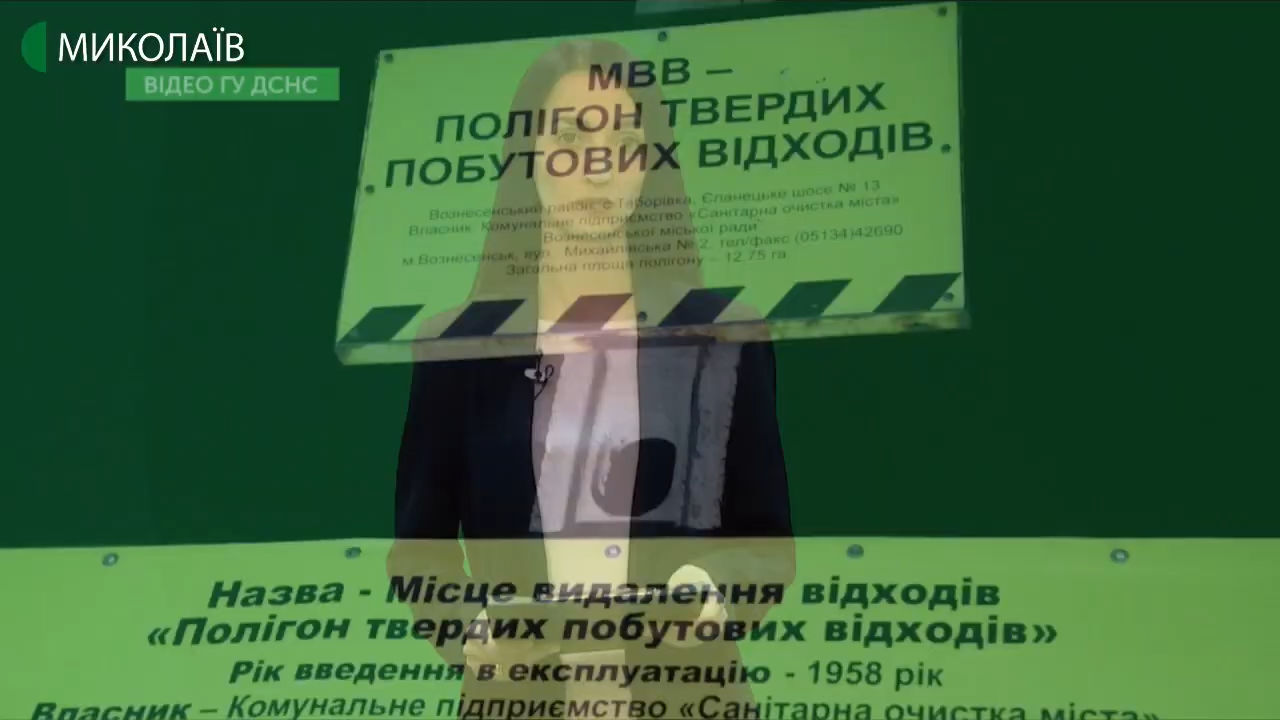 МИКОЛАЇВ
ВІДЕО ГУ ДСНС
МВВ –
ПОЛІГОН ТВЕРДИХ
ПОБУТОВИХ ВІДХОДІВ.
Вознесенський район, с.Таборівка, Єланецьке шосе № 13
Власник: Комунальне підприємство «Санітарна очистка міста»
Вознесенської міської ради
м.Вознесенськ, вул. Михайлівська № 2, тел/факс (05134)42690
Загальна площа полігону – 12,75 га
Назва - Місце видалення відходів
«Полігон твердих побутових відходів»
Рік введення в експлуатацію - 1958 рік
Власник – Комунальне підприємство «Санітарна очистка міста»